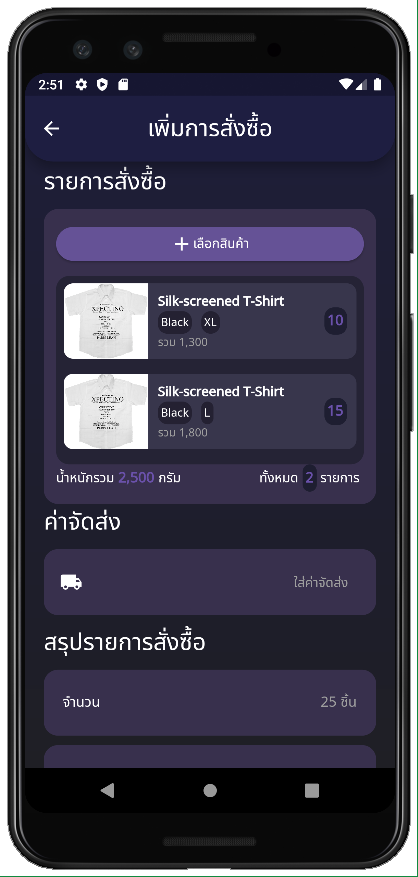 2:51
เพิ่มการสั่งซื้อ
รายการสั่งซื้อ
เลือกสินค้า
Silk-screened T-Shirt
Black XL
รวม 1,300
10
Silk-screened T-Shirt
Black L
รวม 1,800
15
น้ำหนักรวม 2,500 กรัม
ทั้งหมด 2 รายการ
ค่าจัดส่ง
ใส่ค่าจัดส่ง
สรุปรายการสั่งซื้อ
จำนวน
25 ชิ้น